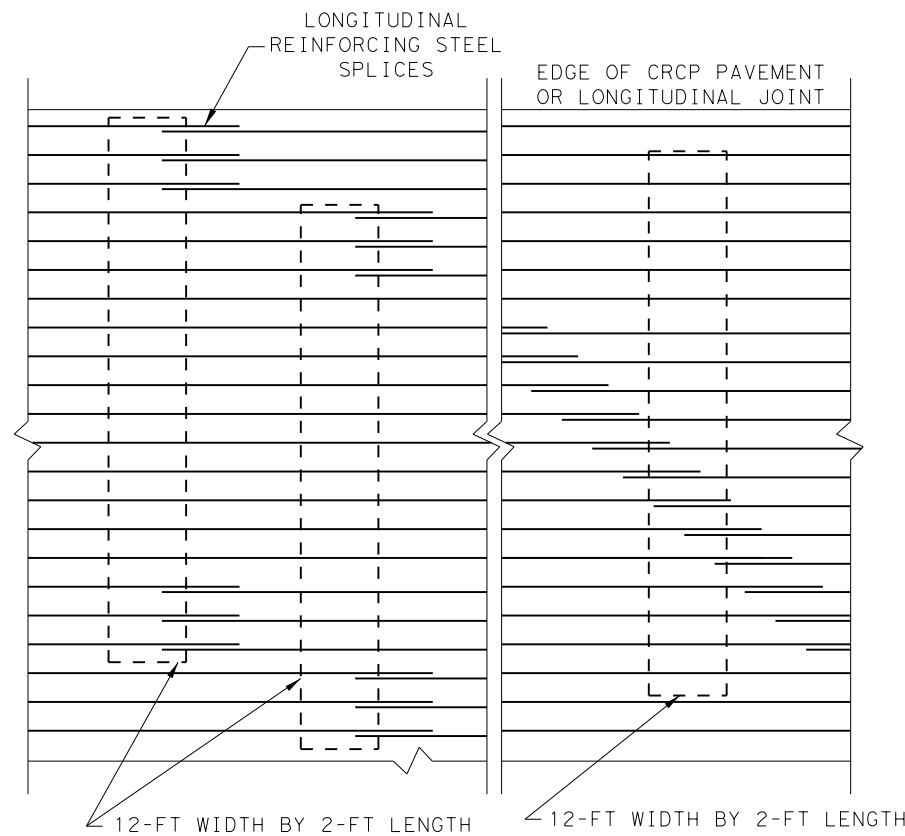 LONGITUDINAL
REINFORCING STEEL
SPLICES
EDGE OF CRCP PAVEMENT
OR LONGITUDINAL JOINT
12-FT WIDTH BY 2-FT LENGTH
12-FT WIDTH BY 2-FT LENGTH